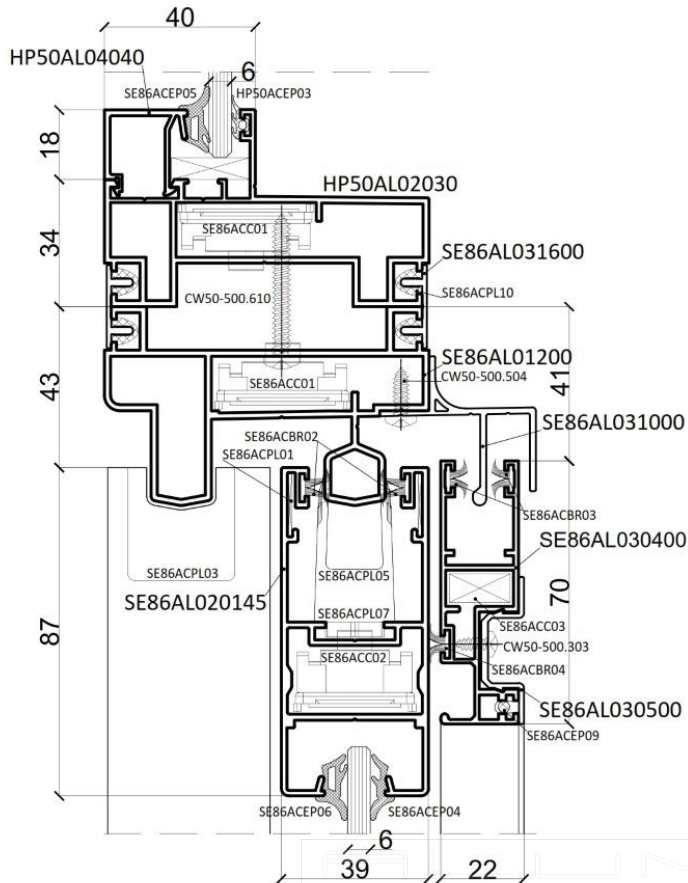 40
HP50AL04040
6
SE86ACEP05
HP50ACEP03
18
HP50AL02030
SE86ACC01
34
SE86AL031600
SE86ACPL10
CW50-500.610
SE86AL01200
SE86ACC01
CW50-500.504
43
41
SE86AL031000
SE86ACBR02
SE86ACPL01
SE86ACBR03
SE86AL030400
SE86ACPL03
SE86ACPL05
SE86AL020145
70
SE86ACPL07
SE86ACC03
87
CW50-500.303
SE86ACC02
SE86ACBR04
SE86AL030500
SE86ACEP09
SE86ACEP06
SE86ACEP04
6
39
22